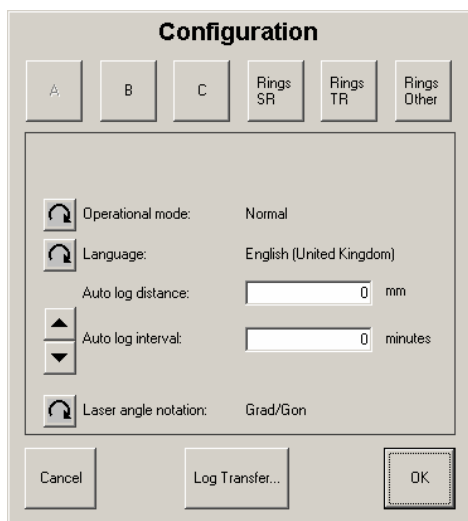 Configuration
A B C Rings SR Rings TR Rings Other
Operational mode: Normal
Language: English (United Kingdom)
Auto log distance: 0 mm
Auto log interval: 0 minutes
Laser angle notation: Grad/Gon
Cancel Log Transfer... OK